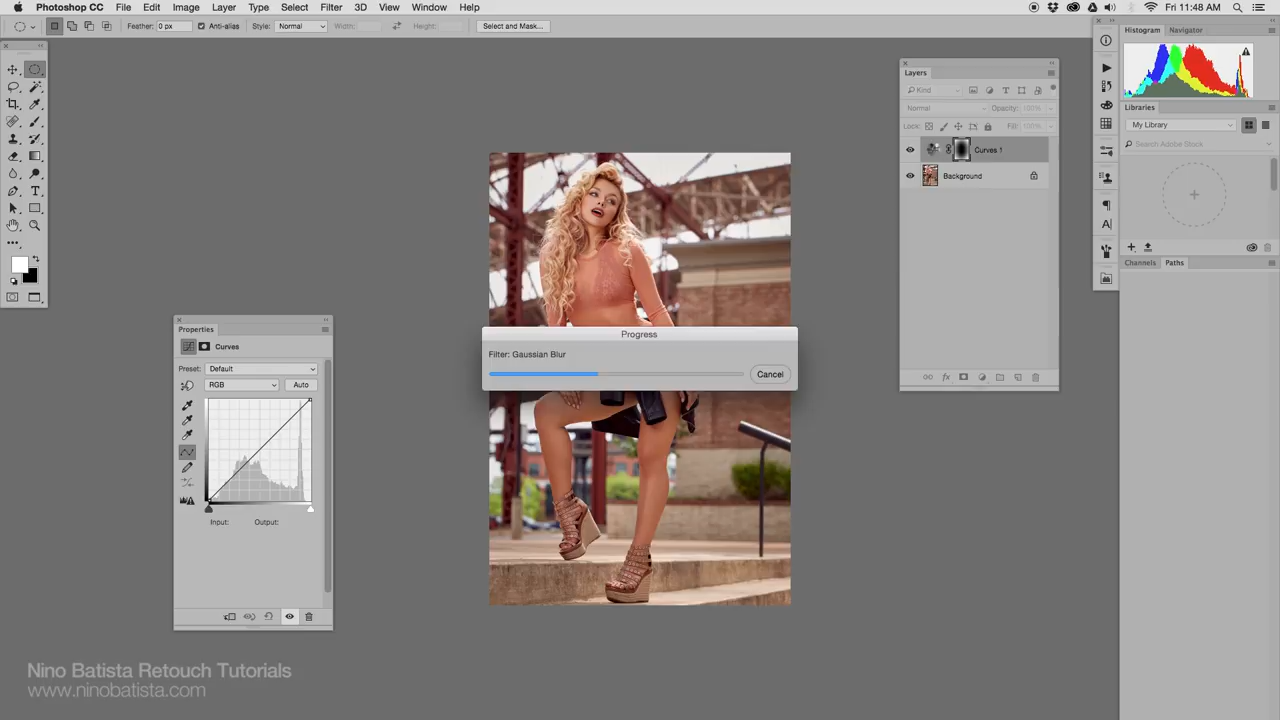 Photoshop CC File Edit Image Layer Type Select Filter 3D View Window Help Fri 11:48 AM
Feather: 0 px Anti-alias Style: Normal Width: Height: Select and Mask...
Histogram Navigator
Layers
Kind
Normal Opacity: 100%
Lock: Fill: 100%
Curves 1
Background
Libraries
My Library
Search Adobe Stock
Channels Paths
Properties
Curves
Preset: Default
RGB Auto
Input: Output:
Progress
Filter: Gaussian Blur
Cancel
Nino Batista Retouch Tutorials
www.ninobatista.com